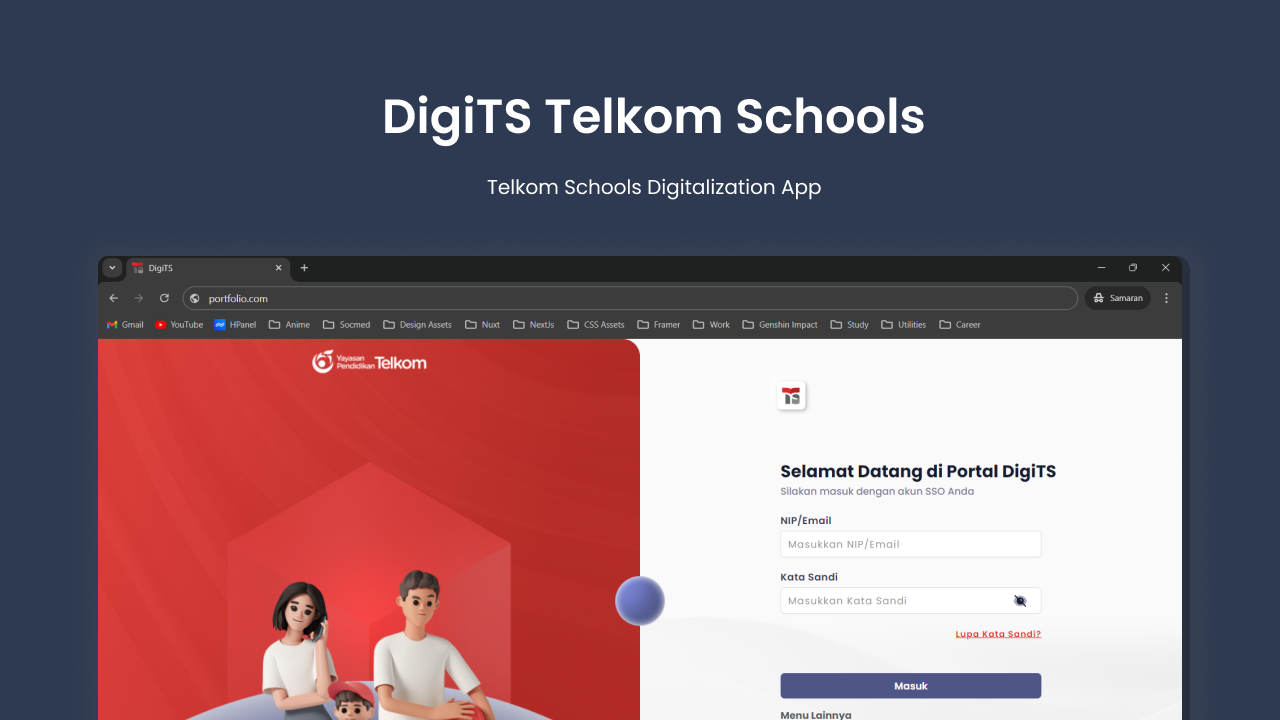 DigiTS Telkom Schools
Telkom Schools Digitalization App
DigiTS
portfolio.com
Samaran
Gmail YouTube HPanel Anime Socmed Design Assets Nuxt NextJs CSS Assets Framer Work Genshin Impact Study Utilities Career
Yayasan
Pendidikan Telkom
TS
Selamat Datang di Portal DigiTS
Silakan masuk dengan akun SSO Anda
NIP/Email
Masukkan NIP/Email
Kata Sandi
Masukkan Kata Sandi
Lupa Kata Sandi?
Masuk
Menu Lainnya